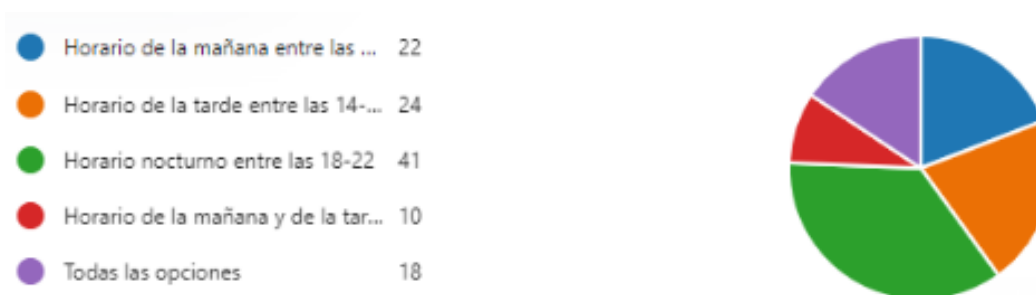 Horario de la mañana entre las ... 22
Horario de la tarde entre las 14-... 24
Horario nocturno entre las 18-22 41
Horario de la mañana y de la tar... 10
Todas las opciones 18